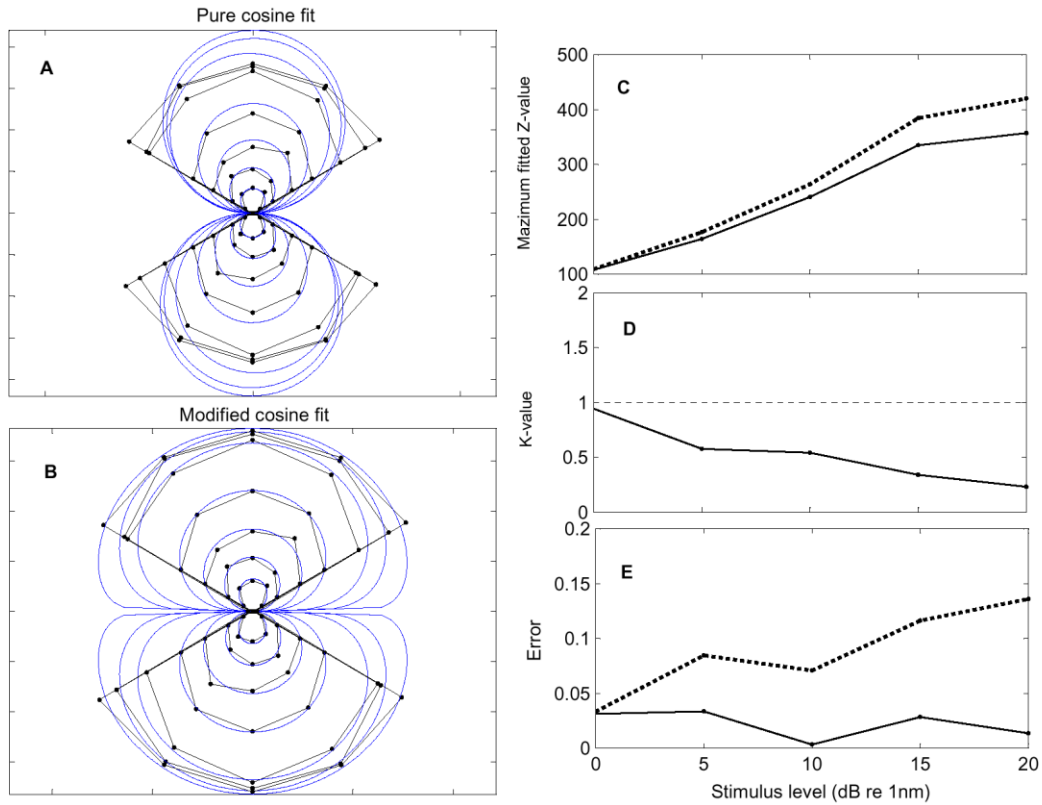 Pure cosine fit
A
Modified cosine fit
B
500
400
300
200
100
Mazimum fitted Z-value
C
2
1.5
1
0.5
0
K-value
D
0.2
0.15
0.1
0.05
0
Error
E
0 5 10 15 20
Stimulus level (dB re 1nm)